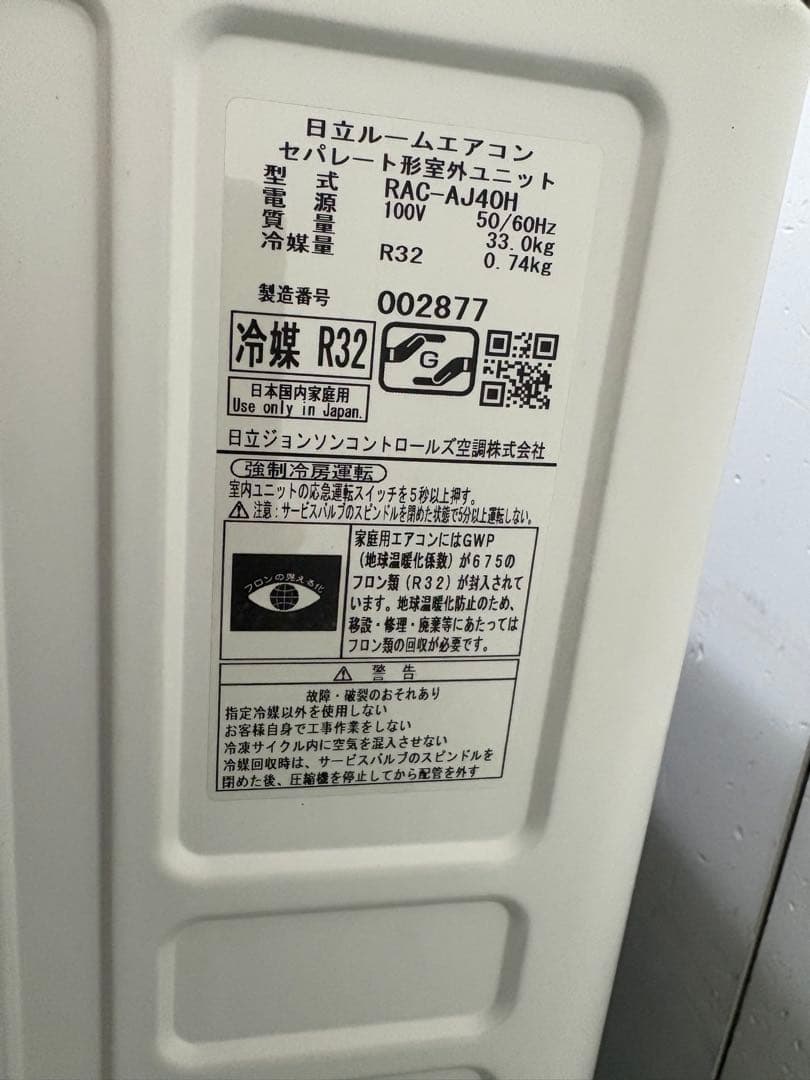 日立ルームエアコン
セパレート形室外ユニット
型式 RAC-AJ40H
電源 100V 50/60Hz
質量 33.0kg
冷媒量 R32 0.74kg
製造番号 002877
冷媒 R32
G
日本国内家庭用
Use only in Japan.
日立ジョンソンコントロールズ空調株式会社
強制冷房運転
室内ユニットの応急運転スイッチを5秒以上押す。
⚠ 注意:サービスバルブのスピンドルを閉めた状態で5分以上運転しない。
フロンの見える化
家庭用エアコンにはGWP
(地球温暖化係数)が675の
フロン類(R32)が封入されて
います。地球温暖化防止のため、
移設・修理・廃棄等にあたっては
フロン類の回収が必要です。
⚠ 警告
故障・破裂のおそれあり
指定冷媒以外を使用しない
お客様自身で工事作業をしない
冷凍サイクル内に空気を混入させない
冷媒回収時は、サービスバルブのスピンドルを
閉めた後、圧縮機を停止してから配管を外す